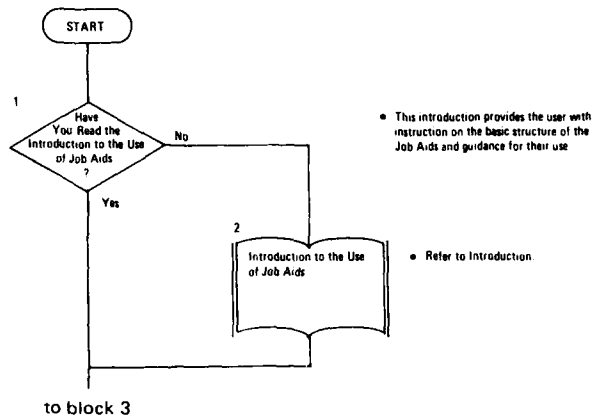 START
1
Have
You Read the
Introduction to the Use
of Job Aids
?
No
Yes
• This introduction provides the user with
instruction on the basic structure of the
Job Aids and guidance for their use
2
Introduction to the Use
of Job Aids
• Refer to Introduction.
to block 3